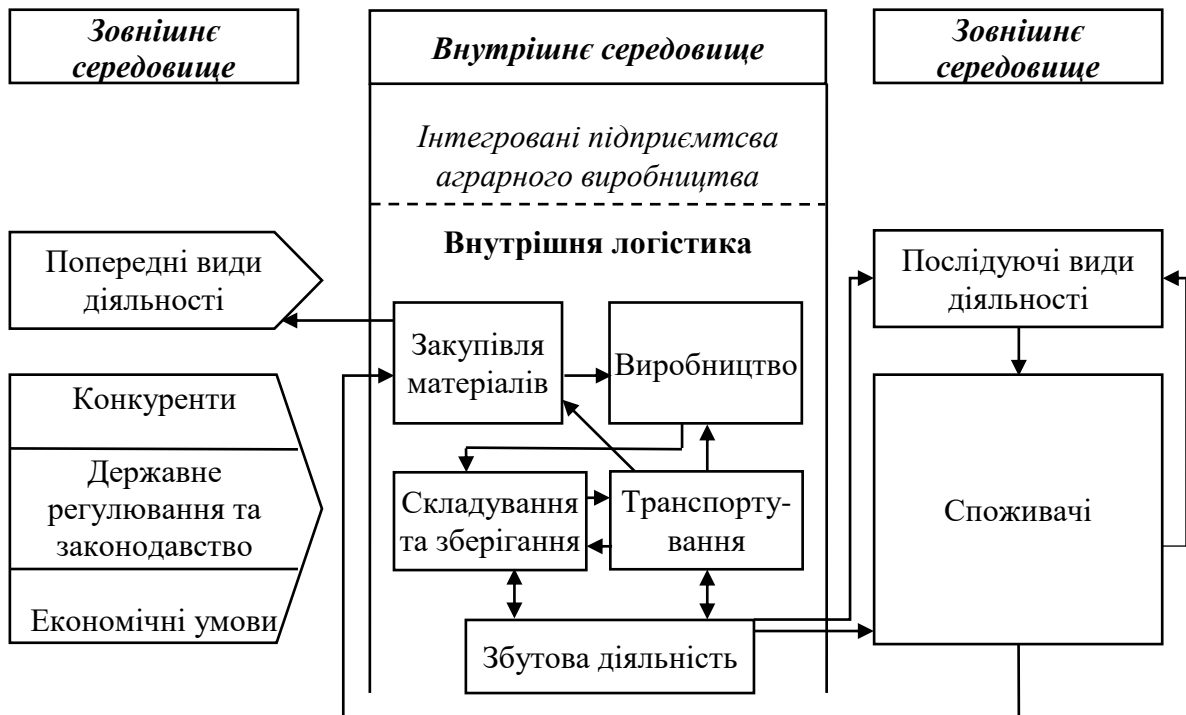 Зовнішнє
середовище
Внутрішнє середовище
Зовнішнє
середовище
Інтегровані підприємтсва
аграрного виробництва
Внутрішня логістика
Попередні види
діяльності
Послідуючі види
діяльності
Закупівля
матеріалів
Виробництво
Конкуренти
Державне
регулювання та
законодавство
Економічні умови
Складування
та зберігання
Транспорту-
вання
Споживачі
Збутова діяльність